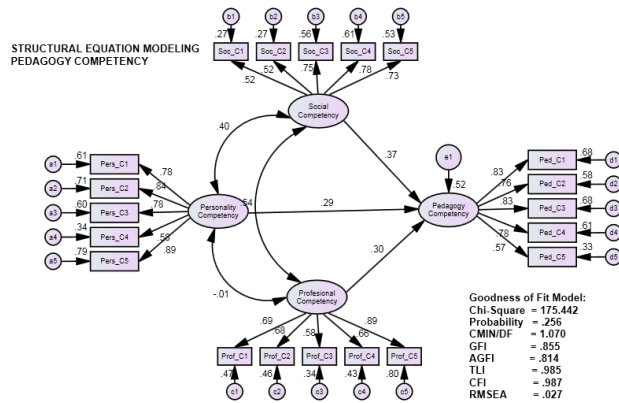 b1 b2 b3 b4 b5
.27 .27 .56 .61 .53
Soc_C1 Soc_C2 Soc_C3 Soc_C4 Soc_C5
STRUCTURAL EQUATION MODELING
PEDAGOGY COMPETENCY
.52 .52 .75 .78 .73
Social
Competency
.40
.37
e1
.52
a1 .61 Pers_C1 .78
a2 .71 Pers_C2 .84
a3 .60 Pers_C3 .78
a4 .34 Pers_C4 .58
a5 .79 Pers_C5 .89
Personality
Competency
.54
.29
Pedagogy
Competency
.83 Ped_C1 .68 d1
.76 Ped_C2 .58 d2
.83 Ped_C3 .68 d3
.78 Ped_C4 .61 d4
.57 Ped_C5 .33 d5
-.01
.30
Profesional
Competency
.69 .68 .58 .66 .89
Prof_C1 Prof_C2 Prof_C3 Prof_C4 Prof_C5
.47 .46 .34 .43 .80
c1 c2 c3 c4 c5
Goodness of Fit Model:
Chi-Square = 175.442
Probability = .256
CMIN/DF = 1.070
GFI = .855
AGFI = .814
TLI = .985
CFI = .987
RMSEA = .027